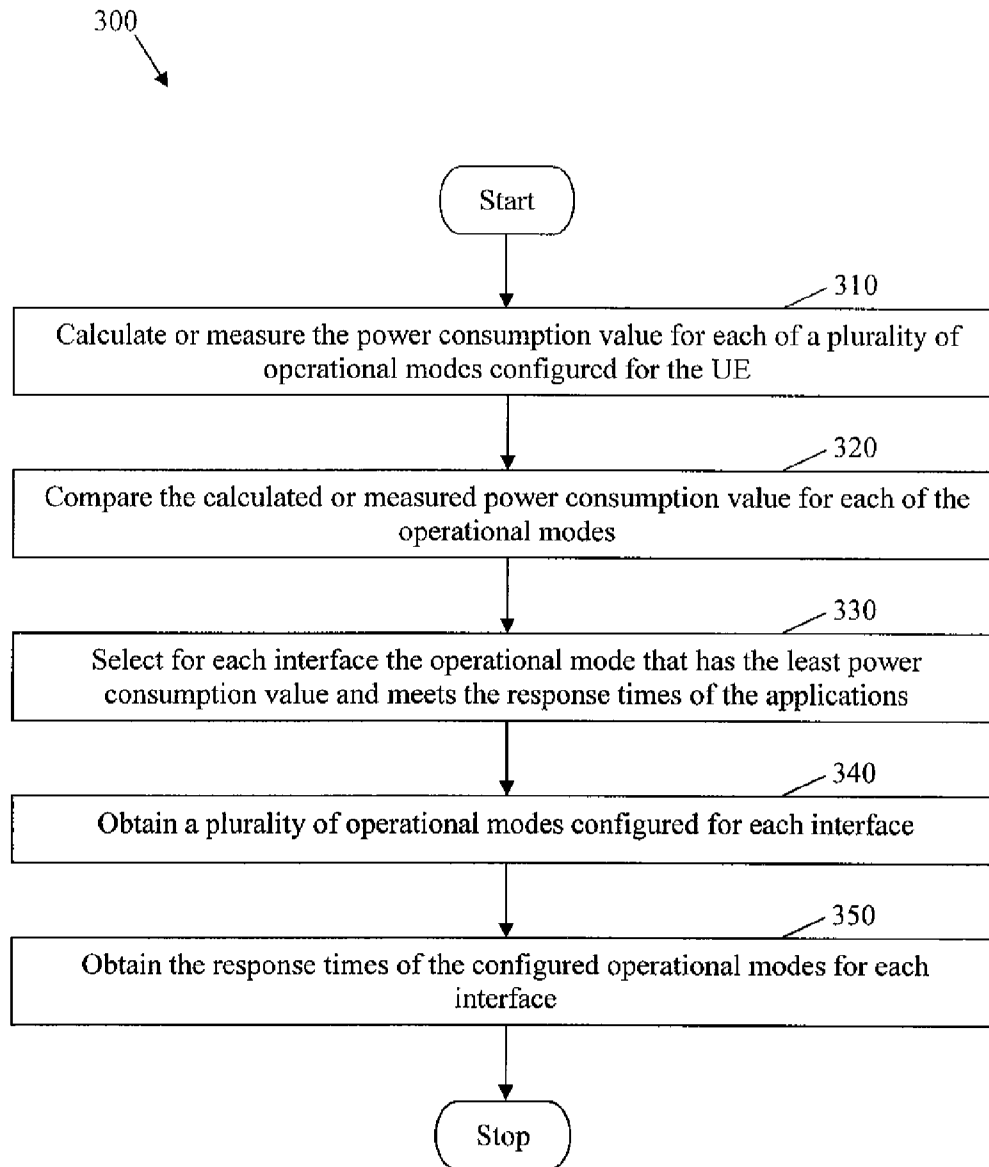 300
Start
310
Calculate or measure the power consumption value for each of a plurality of
operational modes configured for the UE
320
Compare the calculated or measured power consumption value for each of the
operational modes
330
Select for each interface the operational mode that has the least power
consumption value and meets the response times of the applications
340
Obtain a plurality of operational modes configured for each interface
350
Obtain the response times of the configured operational modes for each
interface
Stop